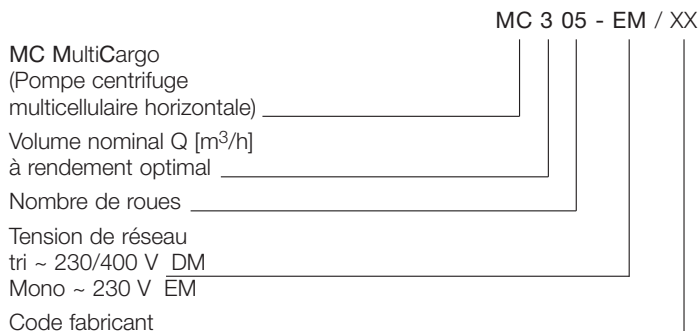 MC 3 05 - EM / XX
MC MultiCargo
(Pompe centrifuge
multicellulaire horizontale)
Volume nominal Q [m³/h]
à rendement optimal
Nombre de roues
Tension de réseau
tri ~ 230/400 V DM
Mono ~ 230 V EM
Code fabricant